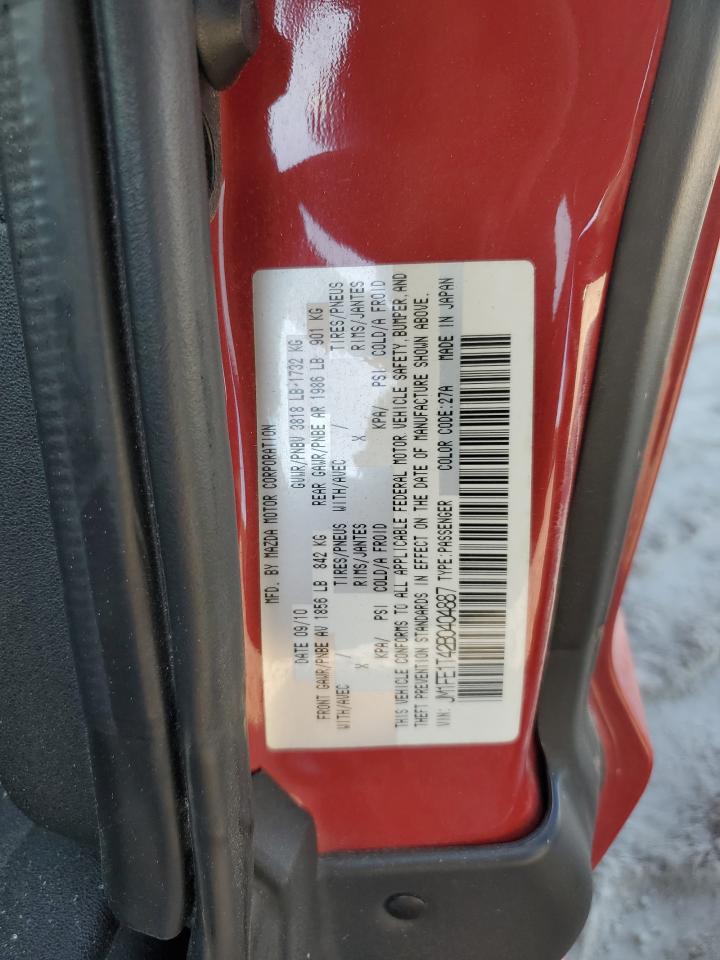 MFD. BY MAZDA MOTOR CORPORATION
DATE 09/10 GVWR/PNBV 3818 LB-1732 KG
FRONT GAWR/PNBE AV 1856 LB 842 KG REAR GAWR/PNBE AR 1986 LB 901 KG
WITH/AVEC TIRES/PNEUS WITH/AVEC TIRES/PNEUS
X RIMS/JANTES X RIMS/JANTES
KPA/ PSI COLD/A FROID KPA/ PSI COLD/A FROID
THIS VEHICLE CONFORMS TO ALL APPLICABLE FEDERAL MOTOR VEHICLE SAFETY, BUMPER, AND
THEFT PREVENTION STANDARDS IN EFFECT ON THE DATE OF MANUFACTURE SHOWN ABOVE.
VIN: JM1FE1T42B0404887 TYPE:PASSENGER COLOR CODE:27A MADE IN JAPAN